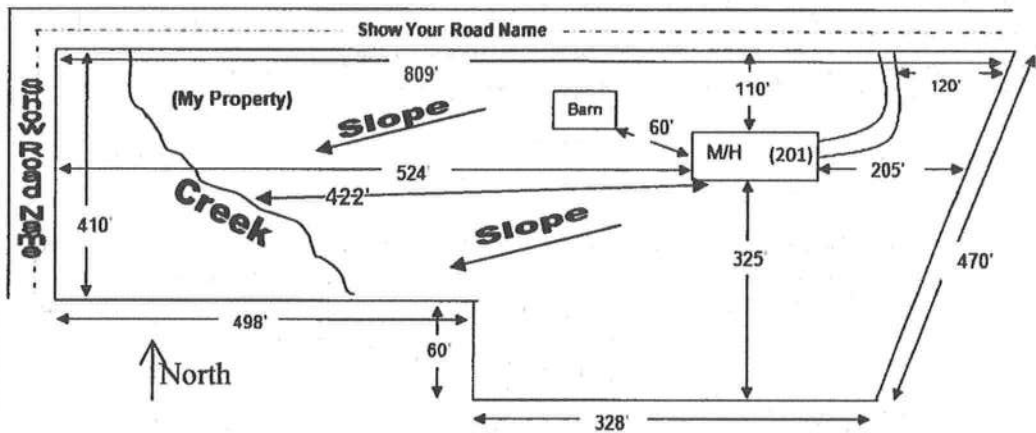 Show Your Road Name
Show Road Name
809'
110'
120'
(My Property)
Slope
Barn
60'
M/H (201)
524'
205'
422'
Creek
410'
Slope
325'
470'
498'
60'
North
328'